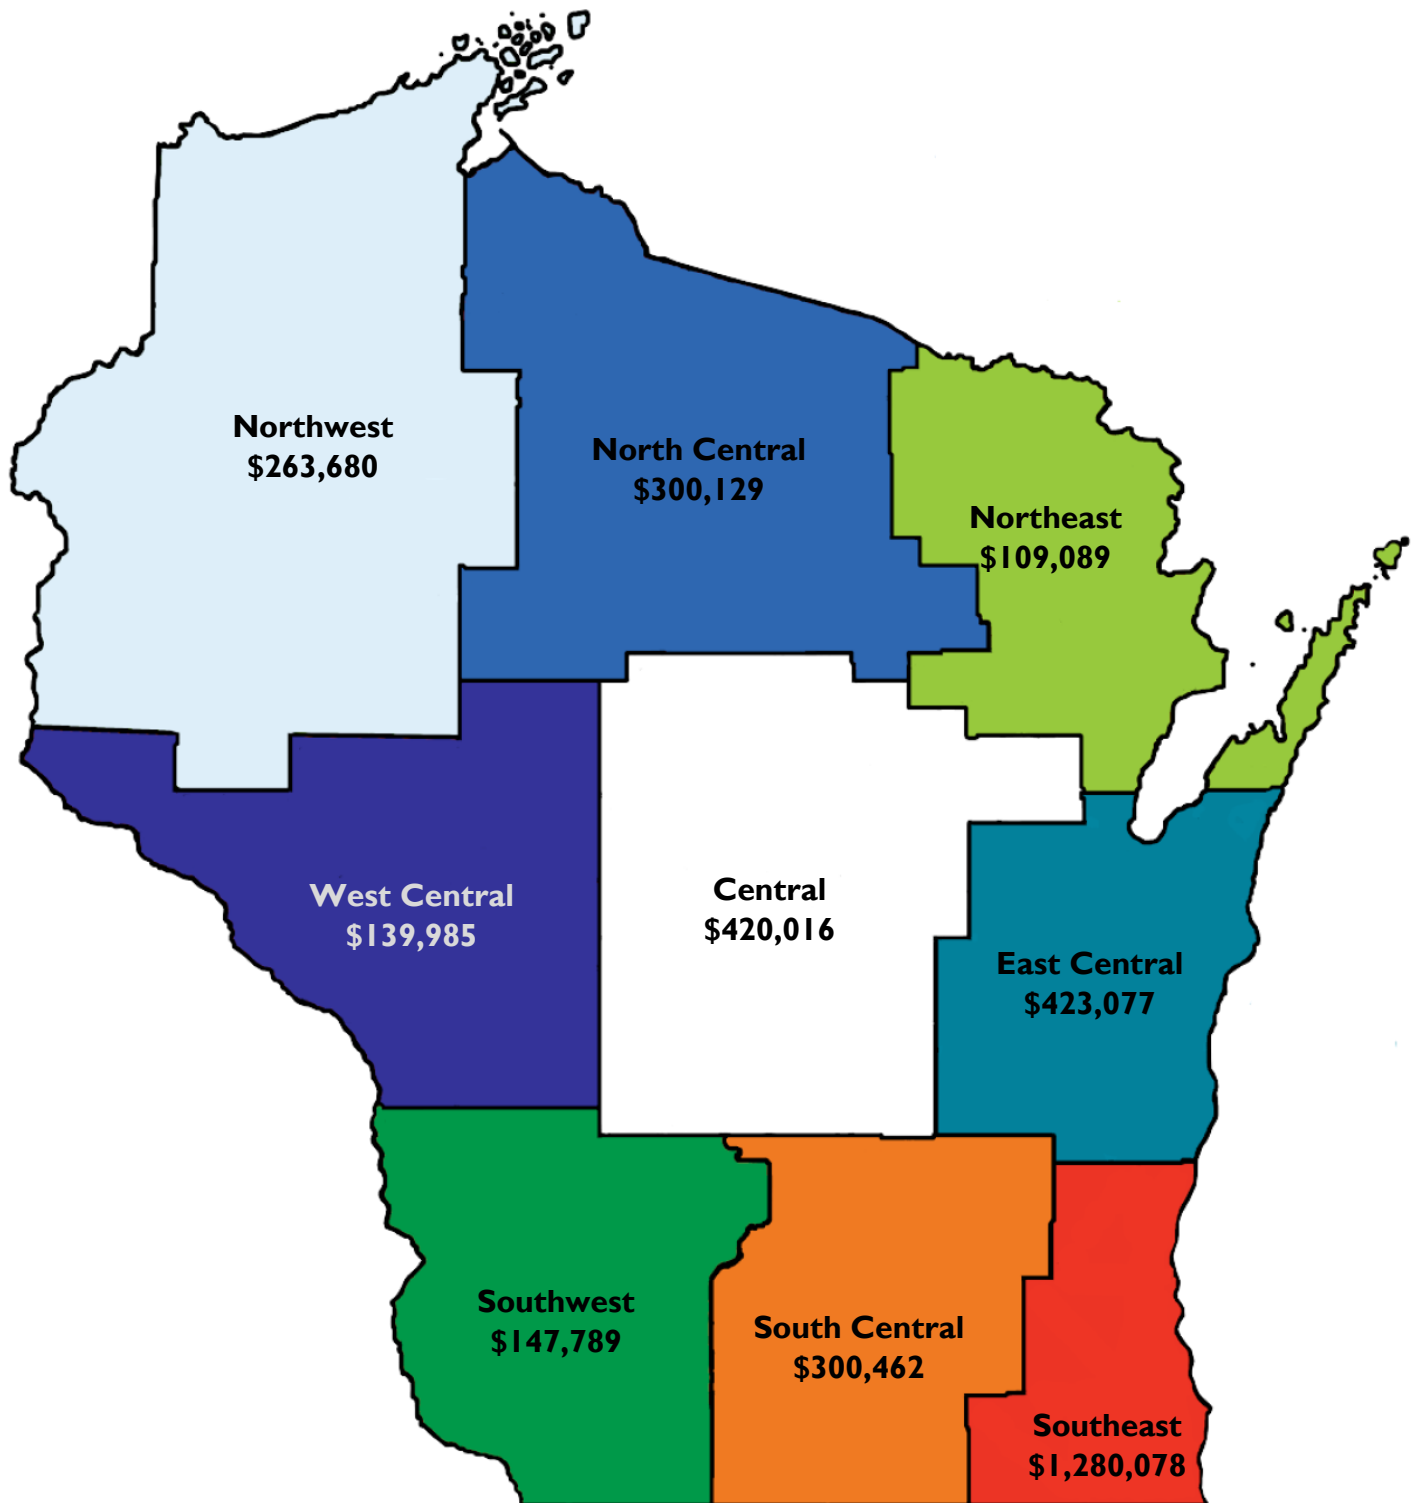 Northwest
$263,680
North Central
$300,129
Northeast
$109,089
West Central
$139,985
Central
$420,016
East Central
$423,077
Southwest
$147,789
South Central
$300,462
Southeast
$1,280,078